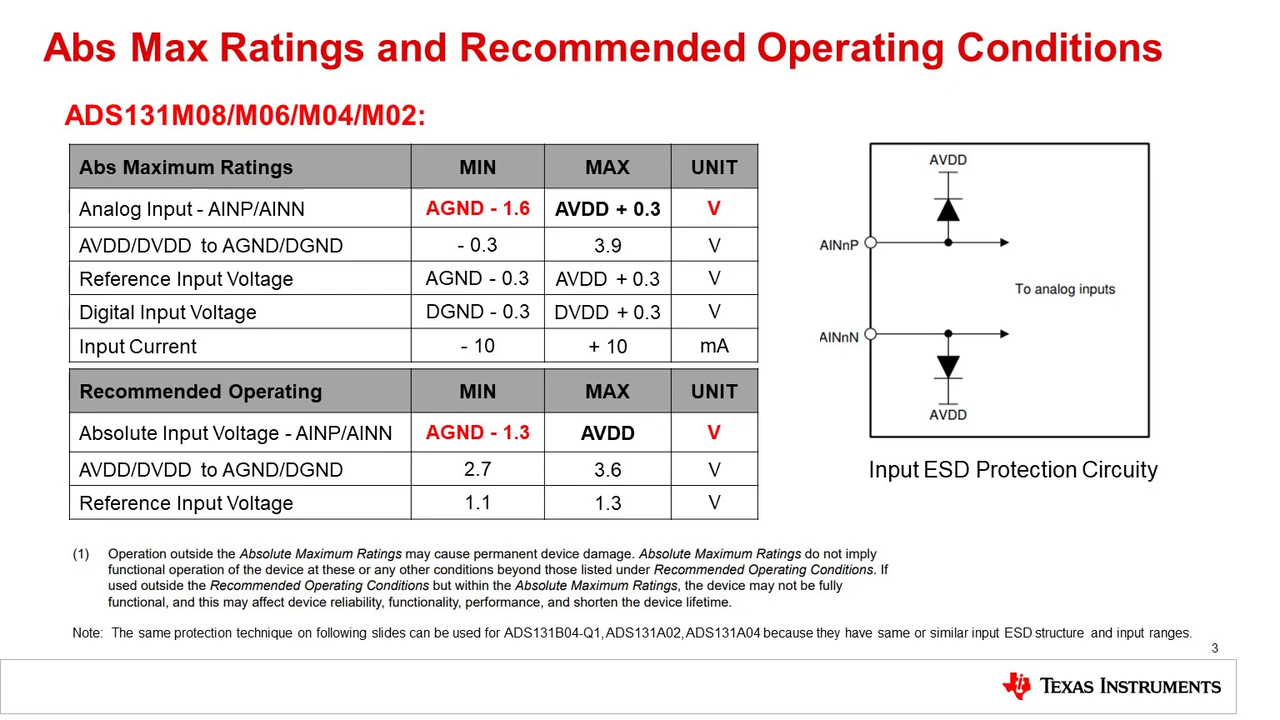 Abs Max Ratings and Recommended Operating Conditions
ADS131M08/M06/M04/M02:
Abs Maximum Ratings MIN MAX UNIT
Analog Input - AINP/AINN AGND - 1.6 AVDD + 0.3 V
AVDD/DVDD to AGND/DGND - 0.3 3.9 V
Reference Input Voltage AGND - 0.3 AVDD + 0.3 V
Digital Input Voltage DGND - 0.3 DVDD + 0.3 V
Input Current - 10 + 10 mA
Recommended Operating MIN MAX UNIT
Absolute Input Voltage - AINP/AINN AGND - 1.3 AVDD V
AVDD/DVDD to AGND/DGND 2.7 3.6 V
Reference Input Voltage 1.1 1.3 V
AVDD
AINnP
To analog inputs
AINnN
AVDD
Input ESD Protection Circuity
(1) Operation outside the Absolute Maximum Ratings may cause permanent device damage. Absolute Maximum Ratings do not imply
functional operation of the device at these or any other conditions beyond those listed under Recommended Operating Conditions. If
used outside the Recommended Operating Conditions but within the Absolute Maximum Ratings, the device may not be fully
functional, and this may affect device reliability, functionality, performance, and shorten the device lifetime.
Note: The same protection technique on following slides can be used for ADS131B04-Q1, ADS131A02, ADS131A04 because they have same or similar input ESD structure and input ranges.
3
TEXAS INSTRUMENTS